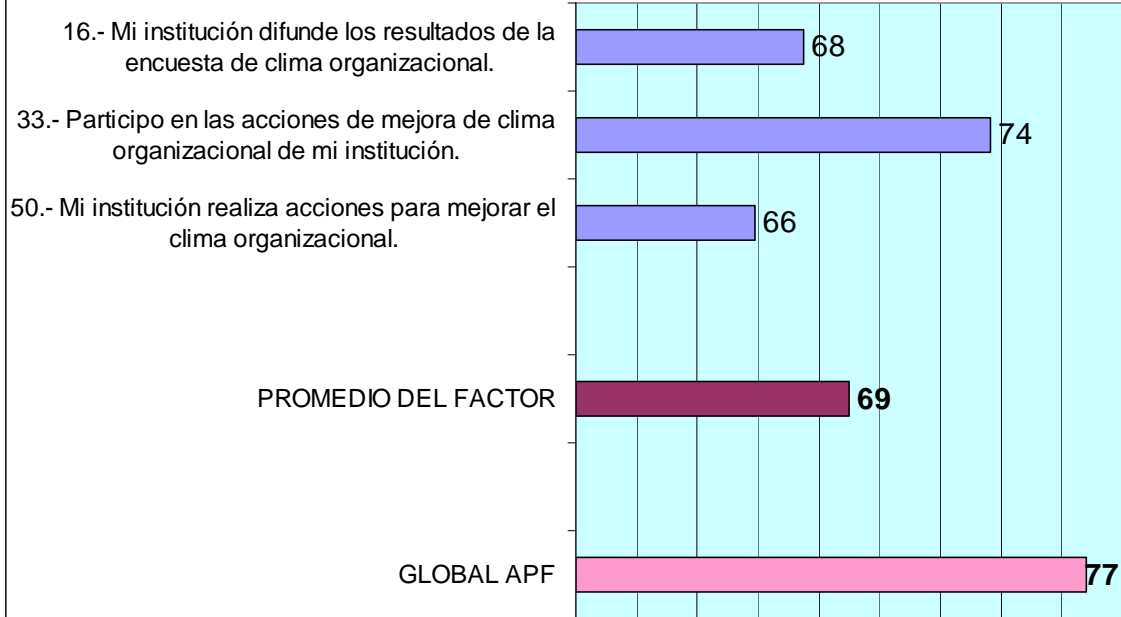 16.- Mi institución difunde los resultados de la
encuesta de clima organizacional.
68
33.- Participo en las acciones de mejora de clima
organizacional de mi institución.
74
50.- Mi institución realiza acciones para mejorar el
clima organizacional.
66
PROMEDIO DEL FACTOR
69
GLOBAL APF
77